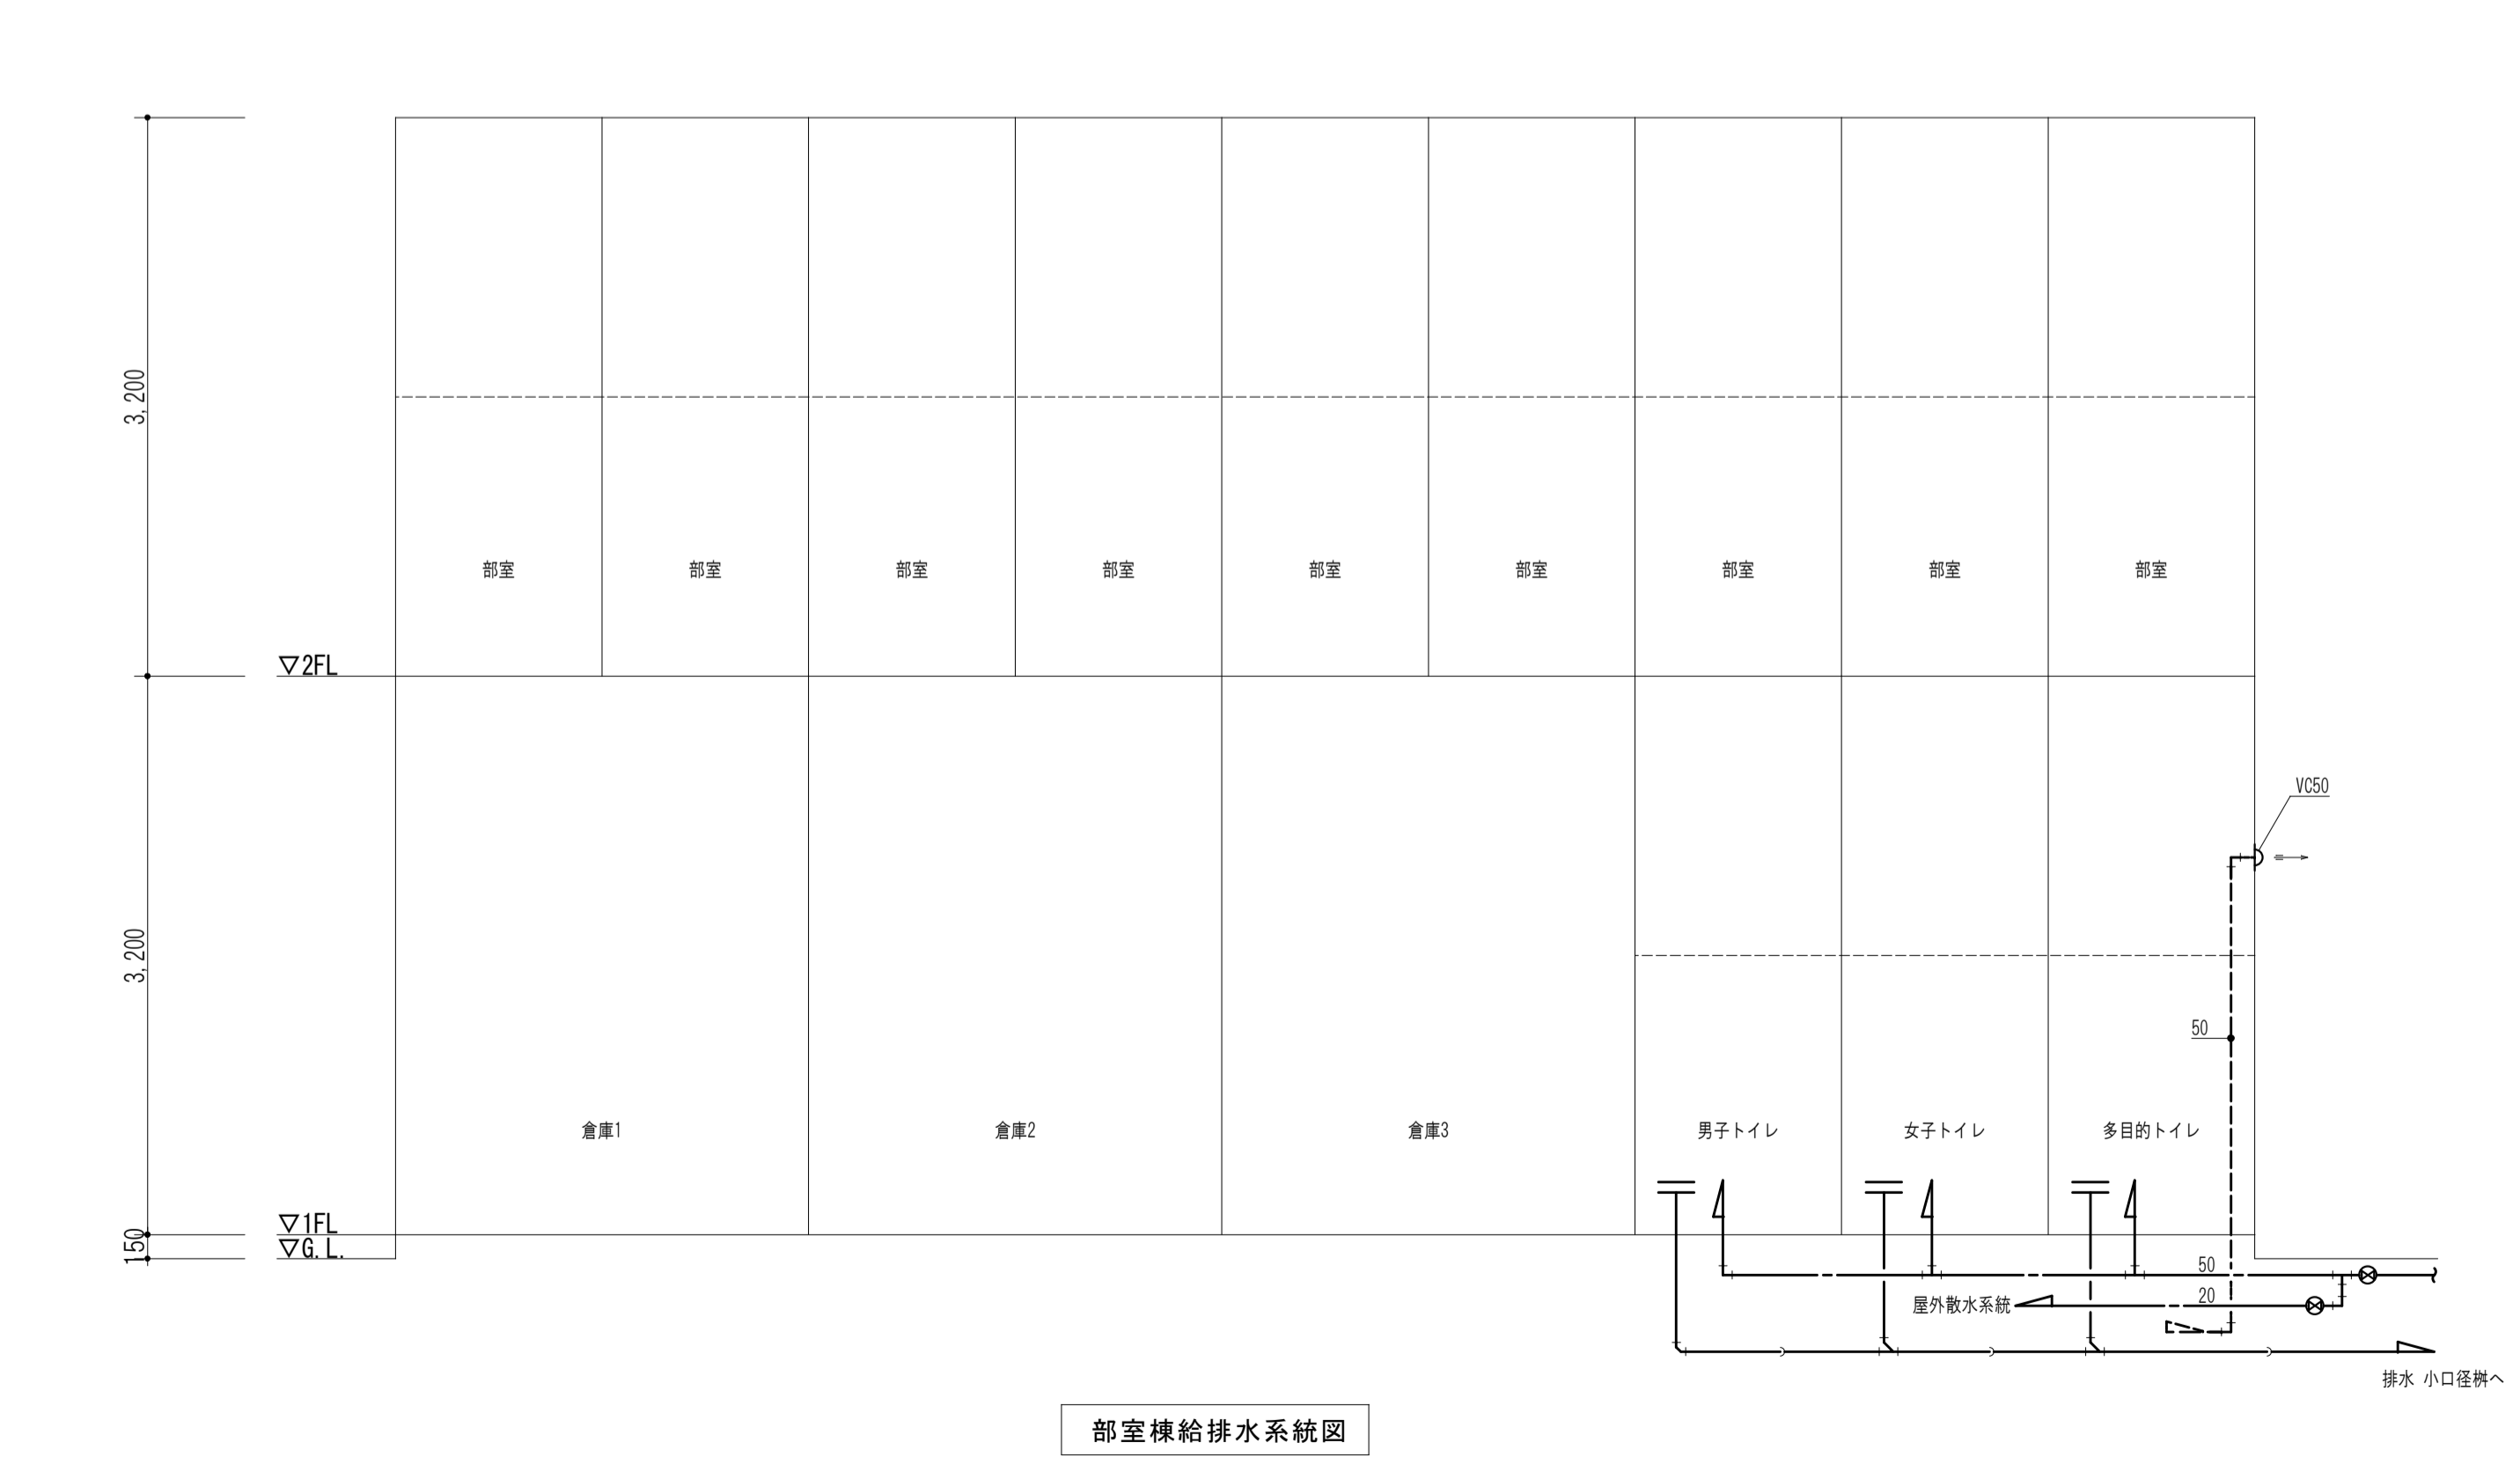 3,200
部室 部室 部室 部室 部室 部室 部室 部室 部室
▽2FL
VC50
3,200
50
倉庫1 倉庫2 倉庫3 男子トイレ 女子トイレ 多目的トイレ
▽1FL
150
▽G.L.
50
20
屋外散水系統
排水 小口径桝へ
部室棟給排水系統図